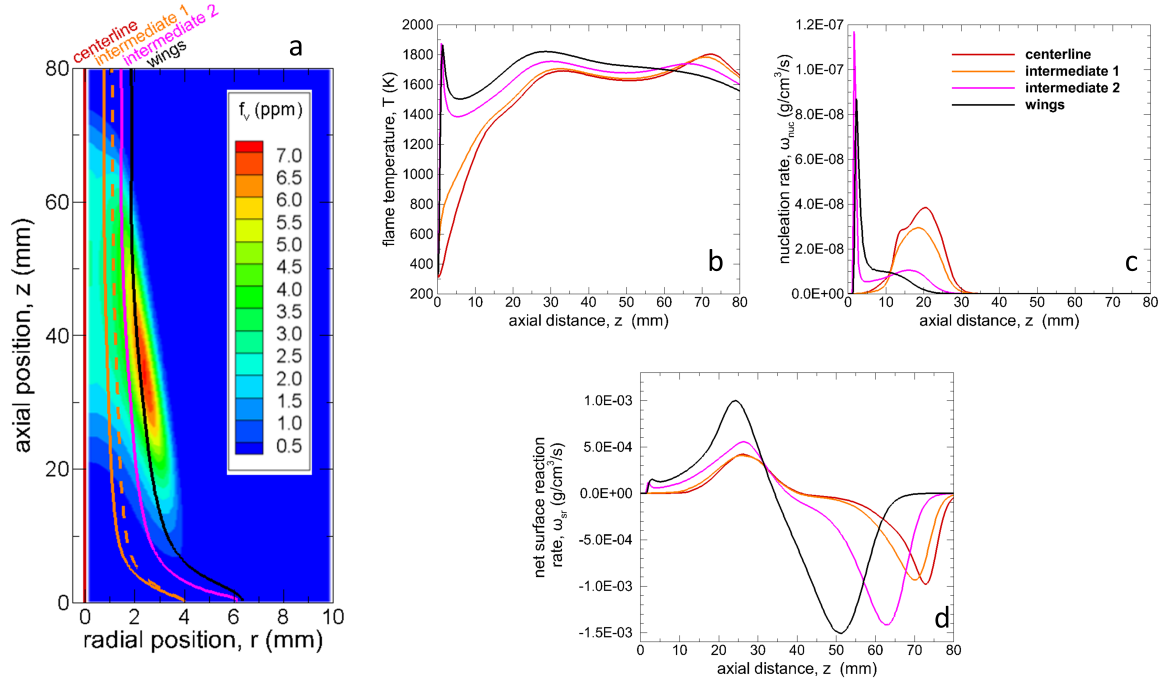 centerline
intermediate 1
intermediate 2
wings
a
80
60
40
20
0
axial position, z (mm)
fv (ppm)
7.0
6.5
6.0
5.5
5.0
4.5
4.0
3.5
3.0
2.5
2.0
1.5
1.0
0.5
0 2 4 6 8 10
radial position, r (mm)
2000
1800
1600
1400
1200
1000
800
600
400
200
flame temperature, T (K)
b
0 10 20 30 40 50 60 70 80
axial distance, z (mm)
1.2E-07
1.0E-07
8.0E-08
6.0E-08
4.0E-08
2.0E-08
0.0E+00
nucleation rate, ωnuc (g/cm³/s)
centerline
intermediate 1
intermediate 2
wings
c
0 10 20 30 40 50 60 70 80
axial distance, z (mm)
1.0E-03
5.0E-04
0.0E+00
-5.0E-04
-1.0E-03
-1.5E-03
net surface reaction
rate, ωsr (g/cm³/s)
d
0 10 20 30 40 50 60 70 80
axial distance, z (mm)